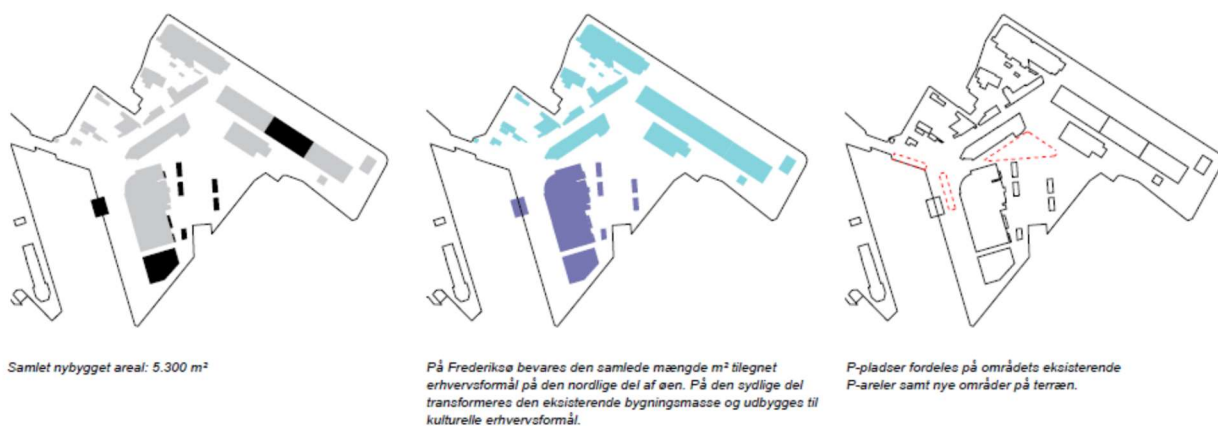 Samlet nybygget areal: 5.300 m²
På Frederiksø bevares den samlede mængde m² tilegnet
erhvervsformål på den nordlige del af øen. På den sydlige del
transformeres den eksisterende bygningsmasse og udbygges til
kulturelle erhvervsformål.
P-pladser fordeles på områdets eksisterende
P-areler samt nye områder på terræn.